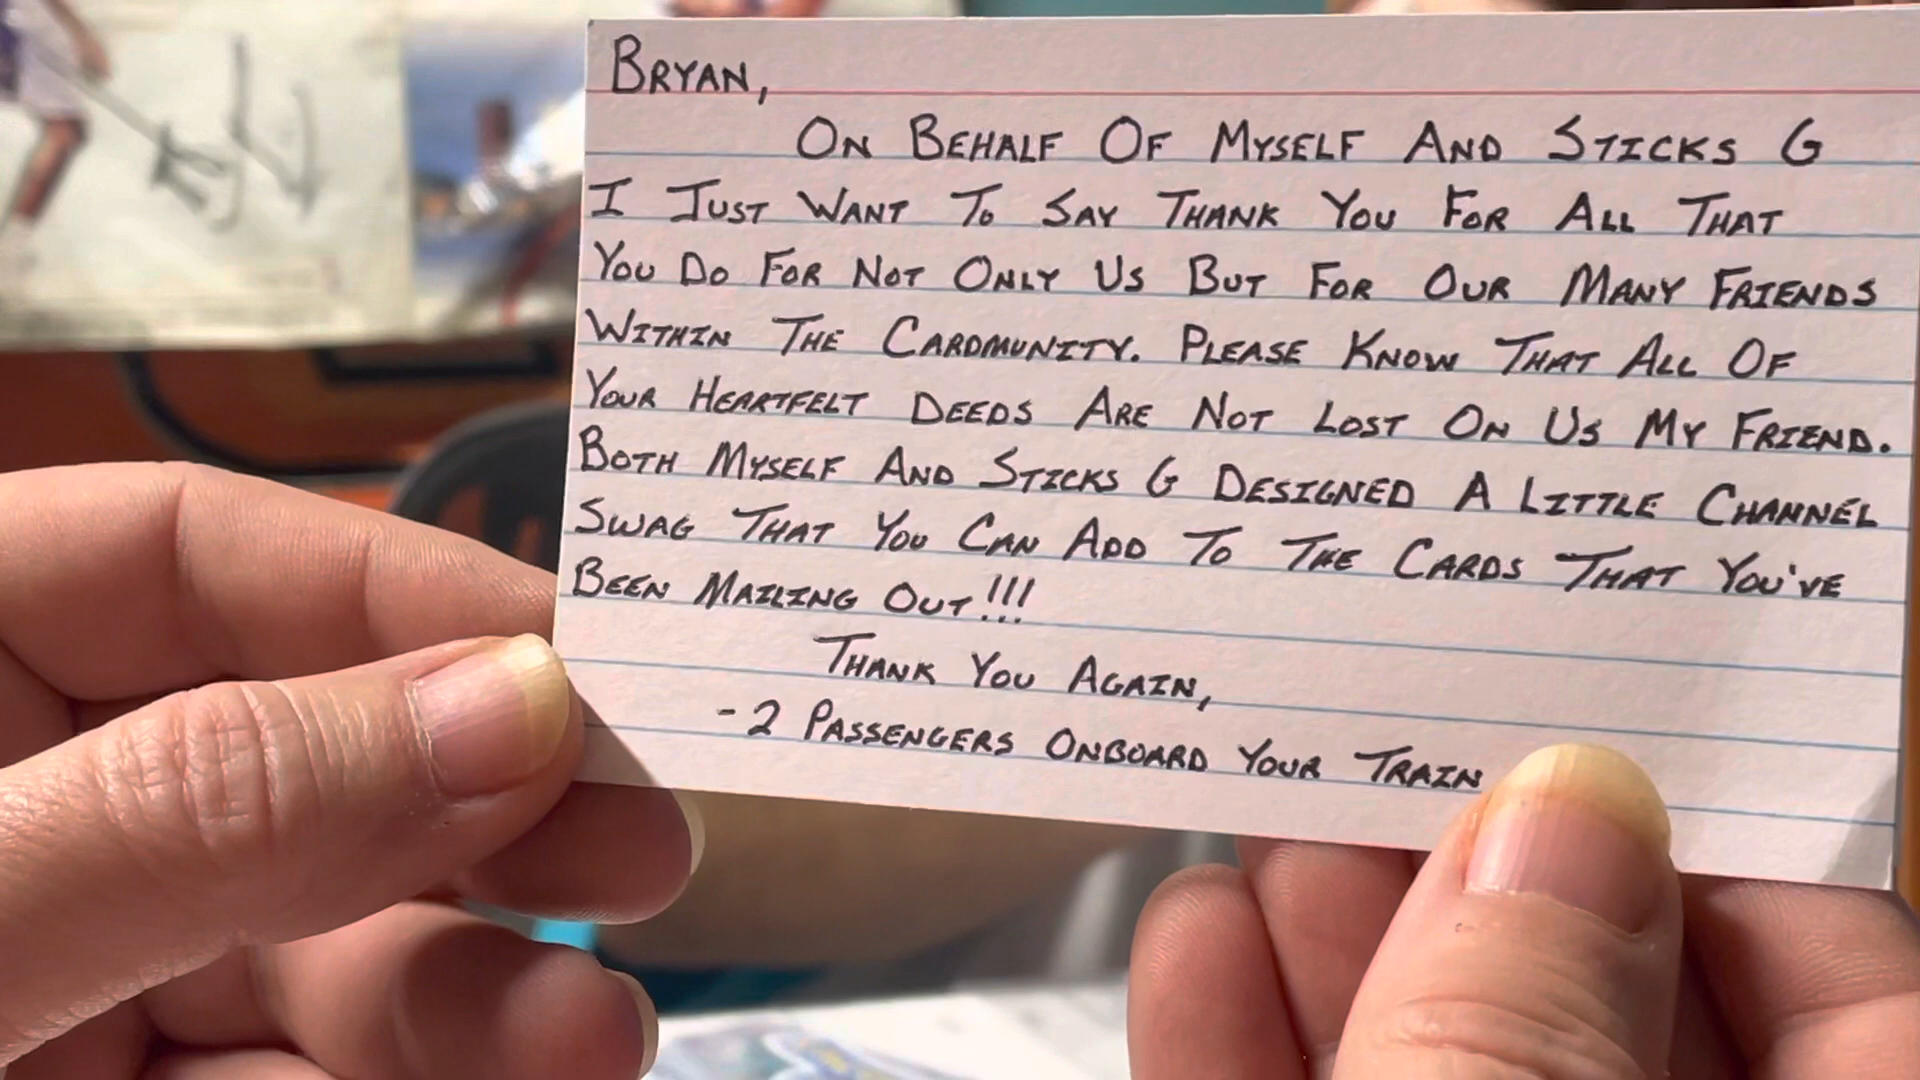 BRYAN,
ON BEHALF OF MYSELF AND STICKS G
I JUST WANT TO SAY THANK YOU FOR ALL THAT
YOU DO FOR NOT ONLY US BUT FOR OUR MANY FRIENDS
WITHIN THE CARDMUNITY. PLEASE KNOW THAT ALL OF
YOUR HEARTFELT DEEDS ARE NOT LOST ON US MY FRIEND.
BOTH MYSELF AND STICKS G DESIGNED A LITTLE CHANNEL
SWAG THAT YOU CAN ADD TO THE CARDS THAT YOU'VE
BEEN MAILING OUT!!!
THANK YOU AGAIN,
- 2 PASSENGERS ONBOARD YOUR TRAIN